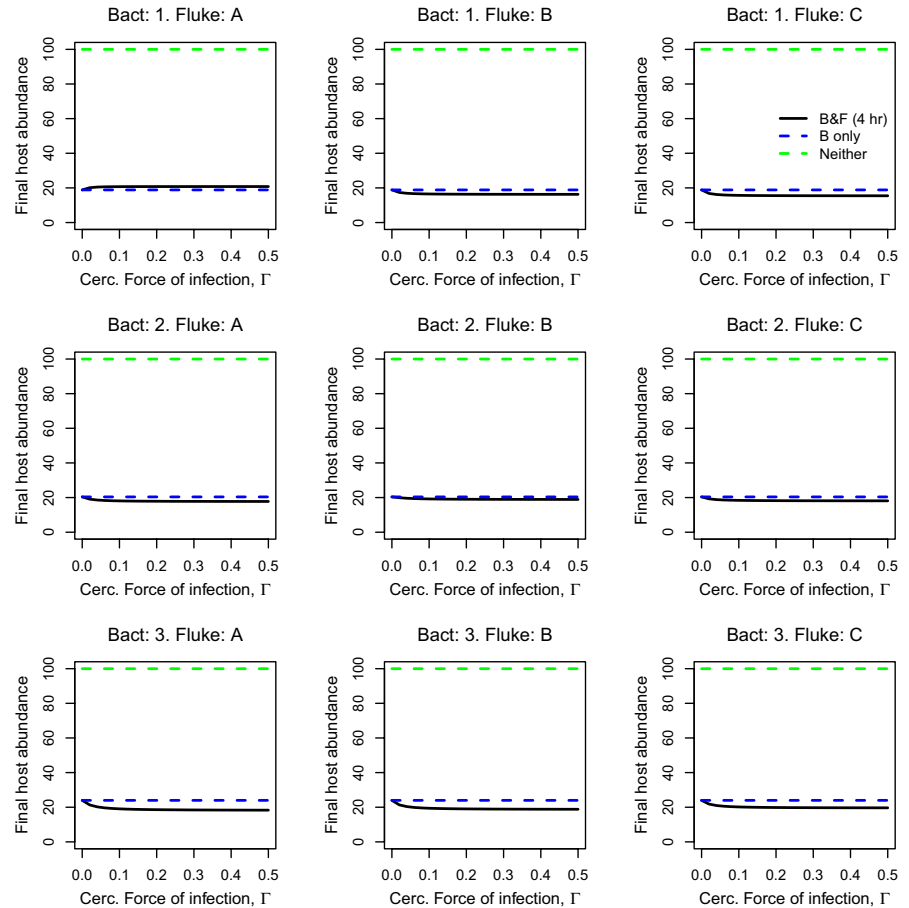 Bact: 1. Fluke: A
Final host abundance
0 20 40 60 80 100
0.0 0.1 0.2 0.3 0.4 0.5
Cerc. Force of infection, Γ
Bact: 1. Fluke: B
Final host abundance
0 20 40 60 80 100
0.0 0.1 0.2 0.3 0.4 0.5
Cerc. Force of infection, Γ
Bact: 1. Fluke: C
Final host abundance
0 20 40 60 80 100
B&F (4 hr)
B only
Neither
0.0 0.1 0.2 0.3 0.4 0.5
Cerc. Force of infection, Γ
Bact: 2. Fluke: A
Final host abundance
0 20 40 60 80 100
0.0 0.1 0.2 0.3 0.4 0.5
Cerc. Force of infection, Γ
Bact: 2. Fluke: B
Final host abundance
0 20 40 60 80 100
0.0 0.1 0.2 0.3 0.4 0.5
Cerc. Force of infection, Γ
Bact: 2. Fluke: C
Final host abundance
0 20 40 60 80 100
0.0 0.1 0.2 0.3 0.4 0.5
Cerc. Force of infection, Γ
Bact: 3. Fluke: A
Final host abundance
0 20 40 60 80 100
0.0 0.1 0.2 0.3 0.4 0.5
Cerc. Force of infection, Γ
Bact: 3. Fluke: B
Final host abundance
0 20 40 60 80 100
0.0 0.1 0.2 0.3 0.4 0.5
Cerc. Force of infection, Γ
Bact: 3. Fluke: C
Final host abundance
0 20 40 60 80 100
0.0 0.1 0.2 0.3 0.4 0.5
Cerc. Force of infection, Γ